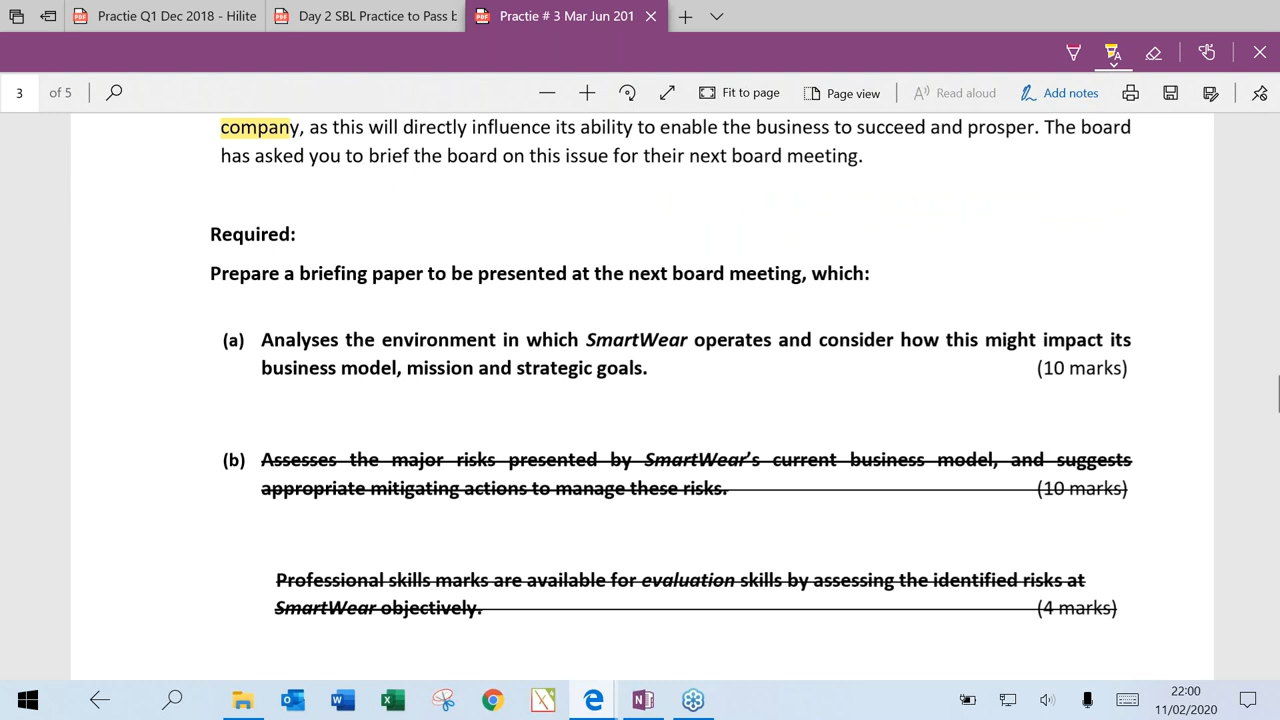 Practie Q1 Dec 2018 - Hilite
Day 2 SBL Practice to Pass b
Practie # 3 Mar Jun 201
3 of 5
Fit to page
Page view
Read aloud
Add notes
company, as this will directly influence its ability to enable the business to succeed and prosper. The board
has asked you to brief the board on this issue for their next board meeting.
Required:
Prepare a briefing paper to be presented at the next board meeting, which:
(a) Analyses the environment in which SmartWear operates and consider how this might impact its
business model, mission and strategic goals. (10 marks)
(b) Assesses the major risks presented by SmartWear's current business model, and suggests
appropriate mitigating actions to manage these risks. (10 marks)
Professional skills marks are available for evaluation skills by assessing the identified risks at
SmartWear objectively. (4 marks)
22:00
11/02/2020